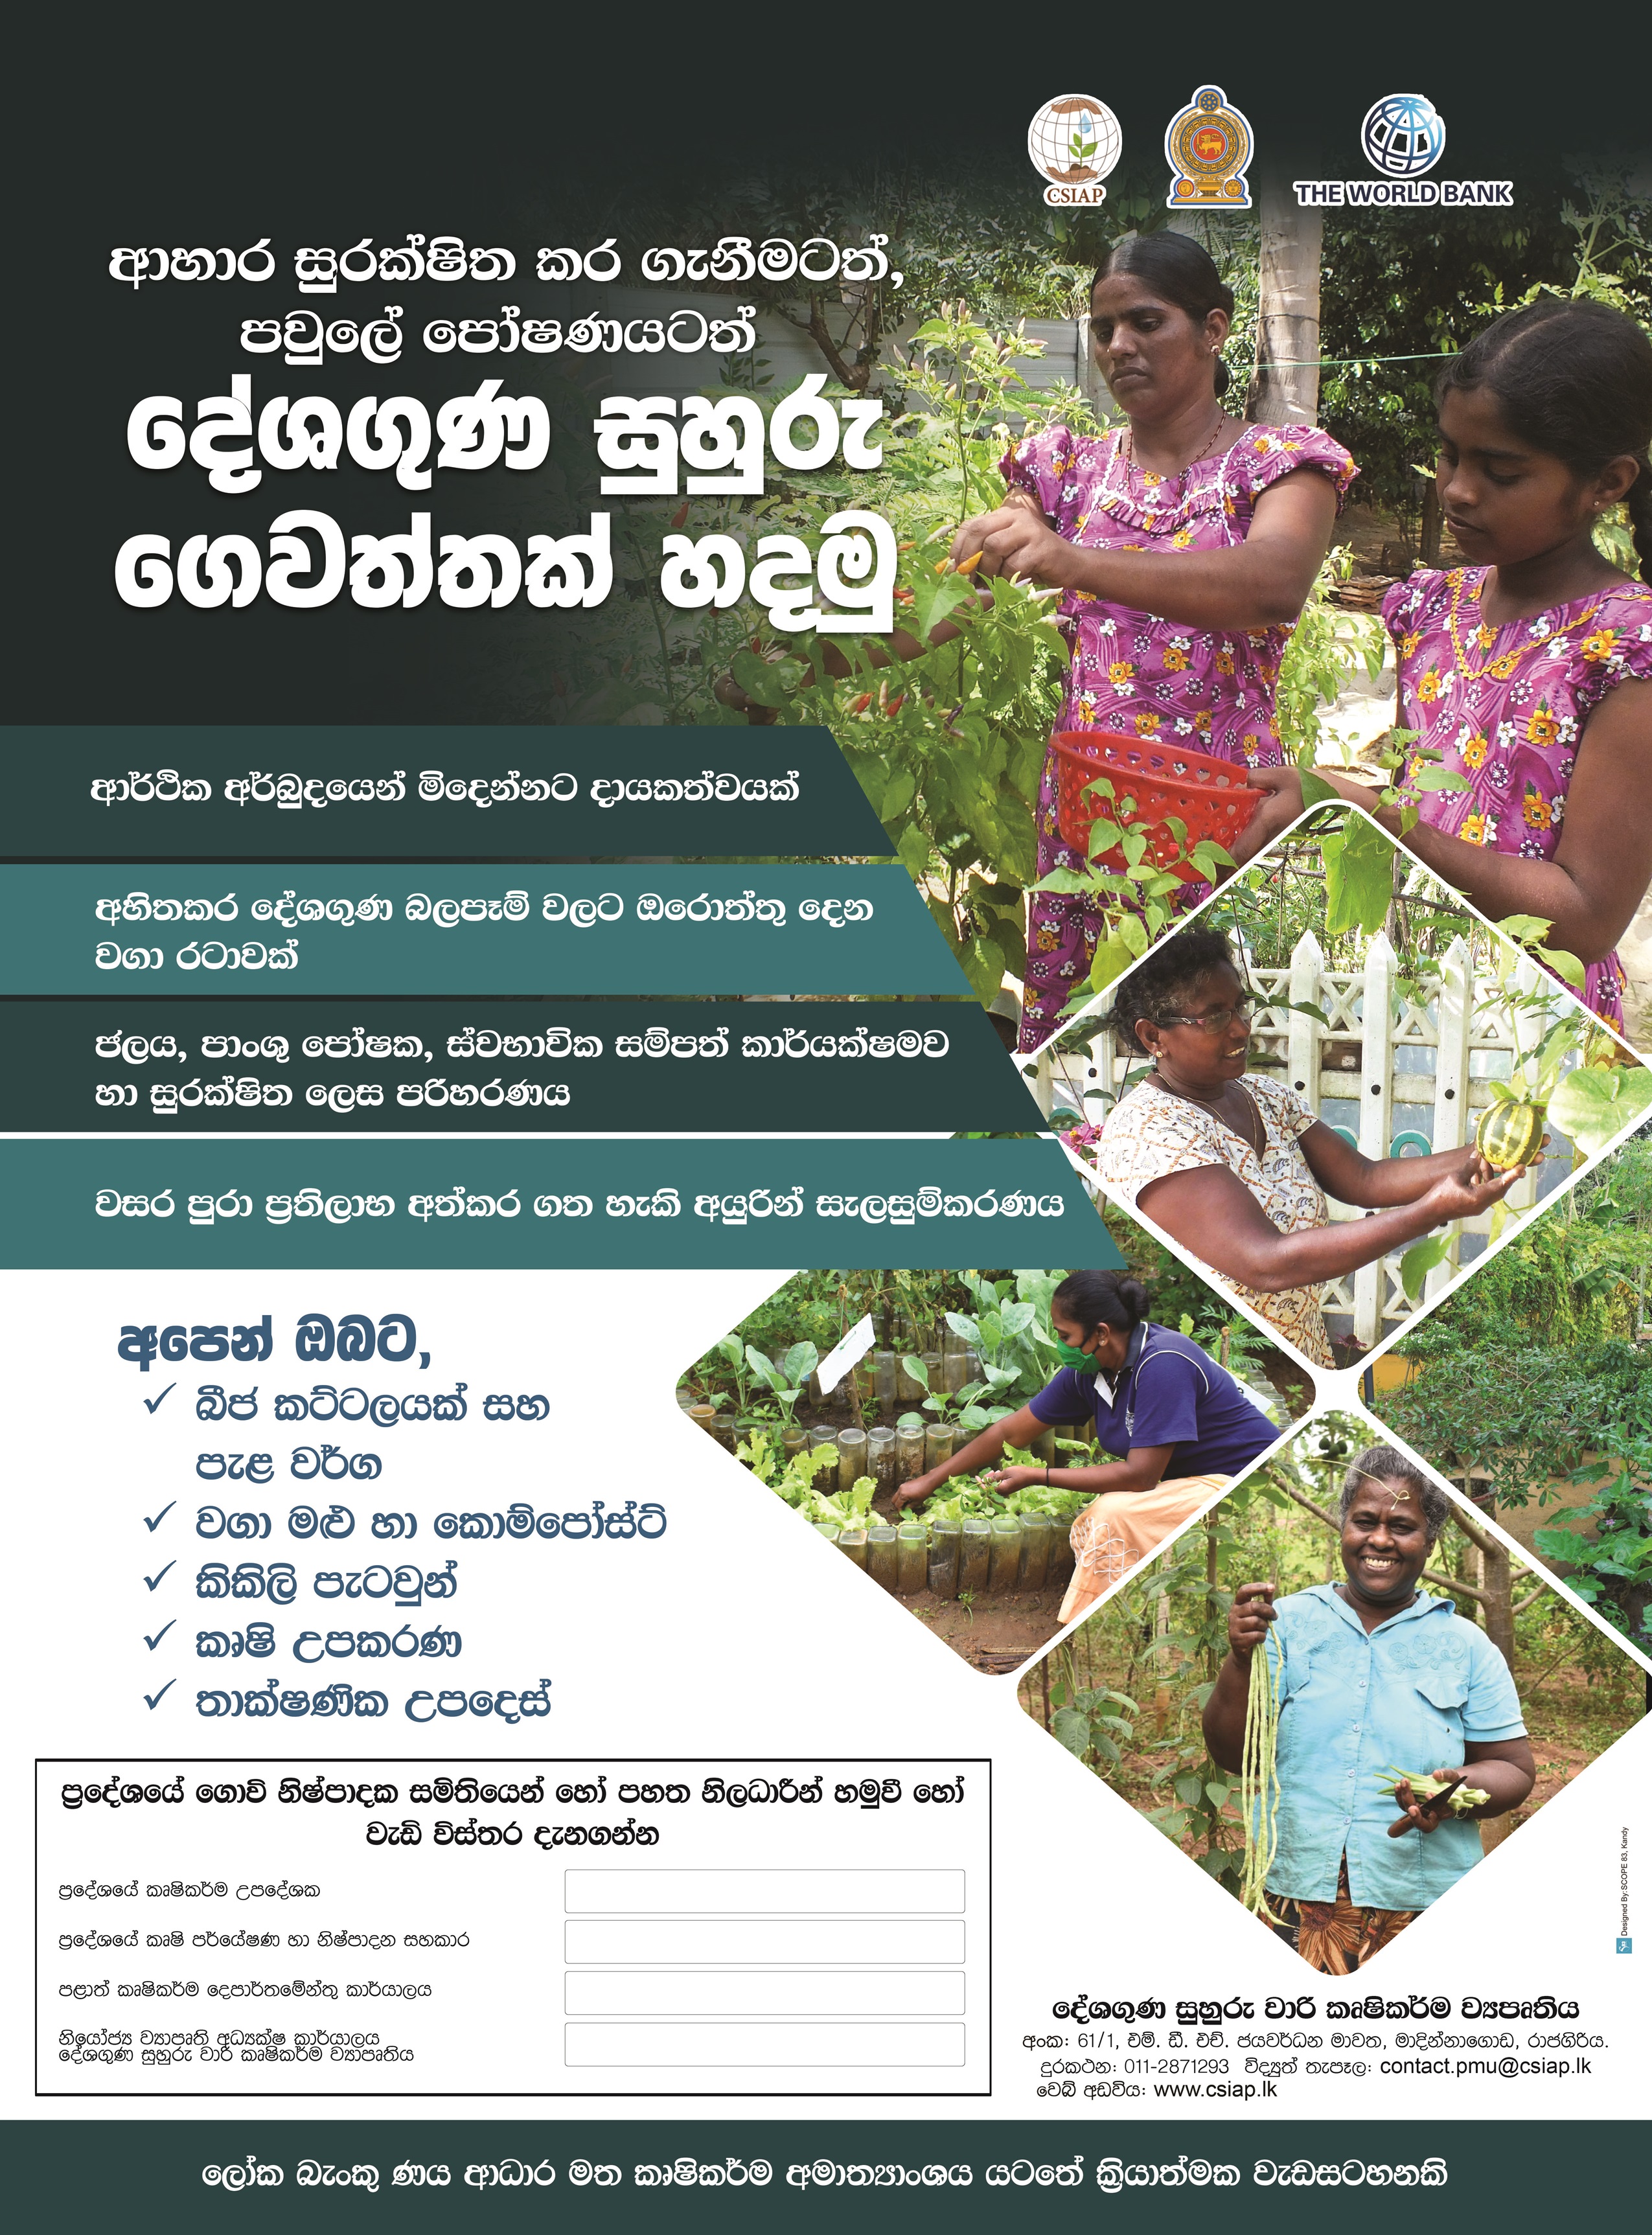 CSIAP
THE WORLD BANK
ආහාර සුරක්ෂිත කර ගැනීමටත්,
පවුලේ පෝෂණයටත්
දේශගුණ සුහුරු
ගෙවත්තක් හදමු
ආර්ථික අර්බුදයෙන් මිදෙන්නට දායකත්වයක්
අහිතකර දේශගුණ බලපෑම් වලට ඔරොත්තු දෙන
වගා රටාවක්
ජලය, පාංශු පෝෂක, ස්වභාවික සම්පත් කාර්යක්ෂමව
හා සුරක්ෂිත ලෙස පරිහරණය
වසර පුරා ප්‍රතිලාභ අත්කර ගත හැකි අයුරින් සැලසුම්කරණය
අපෙන් ඔබට,
✓ බීජ කට්ටලයක් සහ
පැළ වර්ග
✓ වගා මළු හා කොම්පෝස්ට්
✓ කිකිලි පැටවුන්
✓ කෘෂි උපකරණ
✓ තාක්ෂණික උපදෙස්
ප්‍රදේශයේ ගොවි නිෂ්පාදක සමිතියෙන් හෝ පහත නිලධාරීන් හමුවී හෝ
වැඩි විස්තර දැනගන්න
ප්‍රදේශයේ කෘෂිකර්ම උපදේශක
ප්‍රදේශයේ කෘෂි පර්යේෂණ හා නිෂ්පාදන සහකාර
පළාත් කෘෂිකර්ම දෙපාර්තමේන්තු කාර්යාලය
නියෝජ්‍ය ව්‍යාපෘති අධ්‍යක්ෂ කාර්යාලය
දේශගුණ සුහුරු වාරි කෘෂිකර්ම ව්‍යාපෘතිය
Designed By: SCOPE 83, Kandy
දේශගුණ සුහුරු වාරි කෘෂිකර්ම ව්‍යපෘතිය
අංක: 61/1, එම්. ඩී. එච්. ජයවර්ධන මාවත, මාදින්නාගොඩ, රාජගිරිය.
දුරකථන: 011-2871293 විද්‍යුත් තැපෑල: contact.pmu@csiap.lk
වෙබ් අඩවිය: www.csiap.lk
ලෝක බැංකු ණය ආධාර මත කෘෂිකර්ම අමාත්‍යාංශය යටතේ ක්‍රියාත්මක වැඩසටහනකි